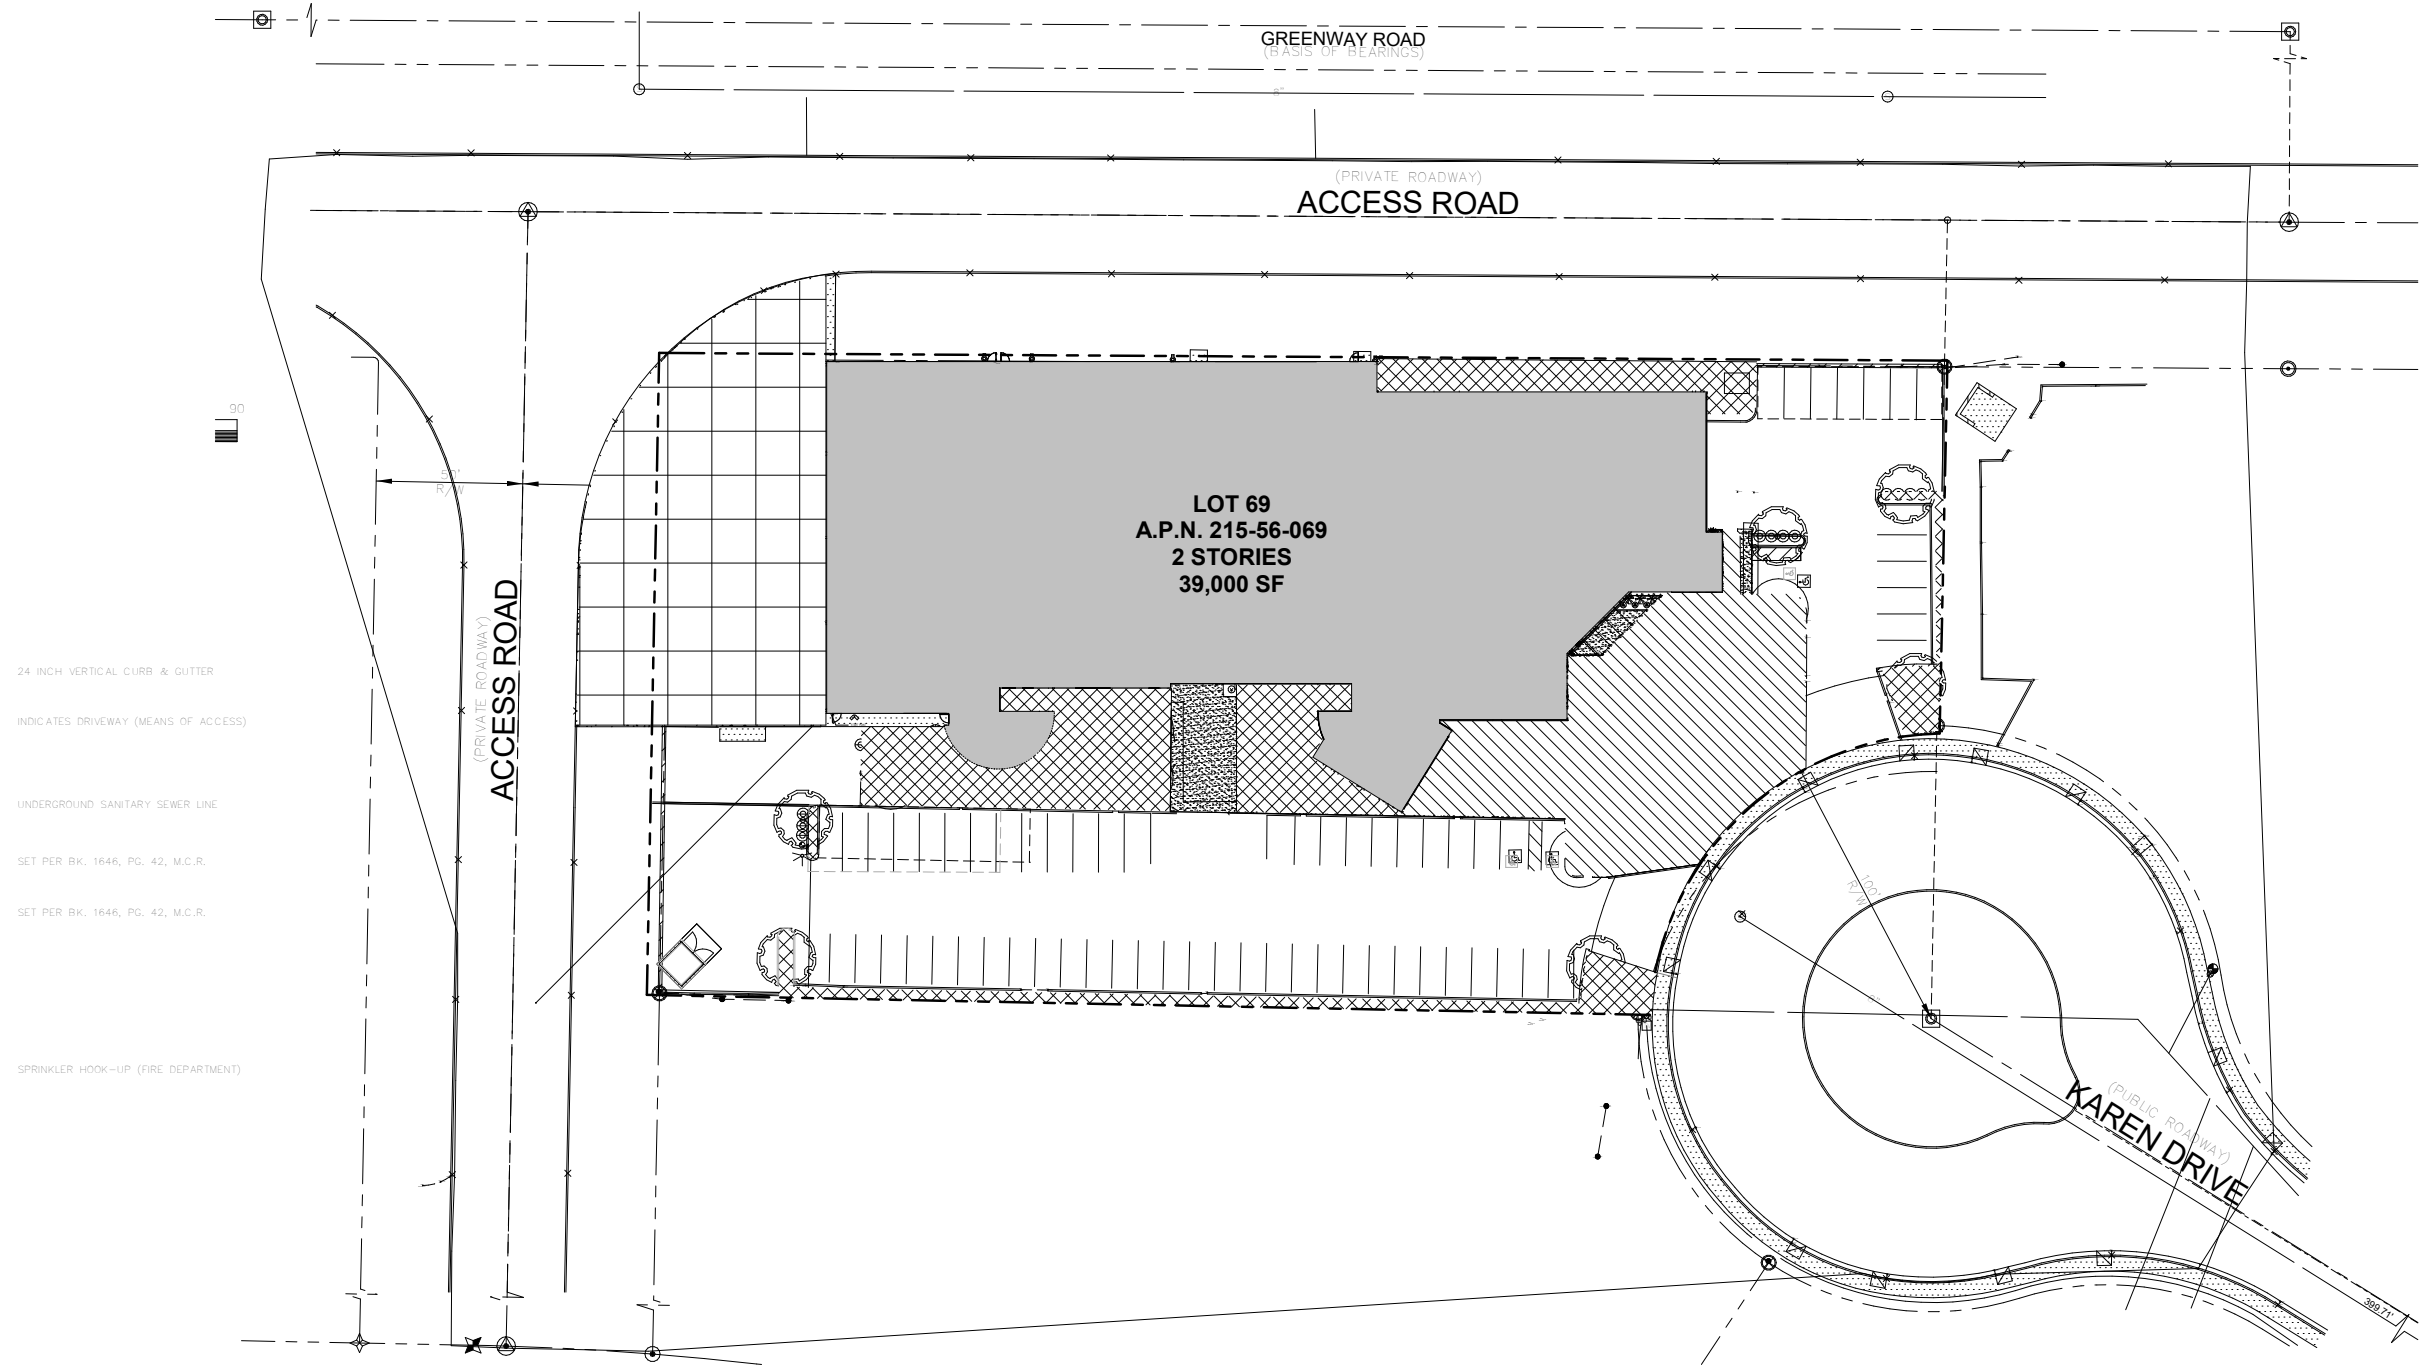 GREENWAY ROAD
(BASIS OF BEARINGS)
8"
(PRIVATE ROADWAY)
ACCESS ROAD
90
50'
R/W
LOT 69
A.P.N. 215-56-069
2 STORIES
39,000 SF
(PRIVATE ROADWAY)
ACCESS ROAD
24 INCH VERTICAL CURB & GUTTER
INDICATES DRIVEWAY (MEANS OF ACCESS)
UNDERGROUND SANITARY SEWER LINE
SET PER BK. 1646, PG. 42, M.C.R.
SET PER BK. 1646, PG. 42, M.C.R.
SPRINKLER HOOK-UP (FIRE DEPARTMENT)
100'
R/W
(PUBLIC ROADWAY)
KAREN DRIVE
399.71'